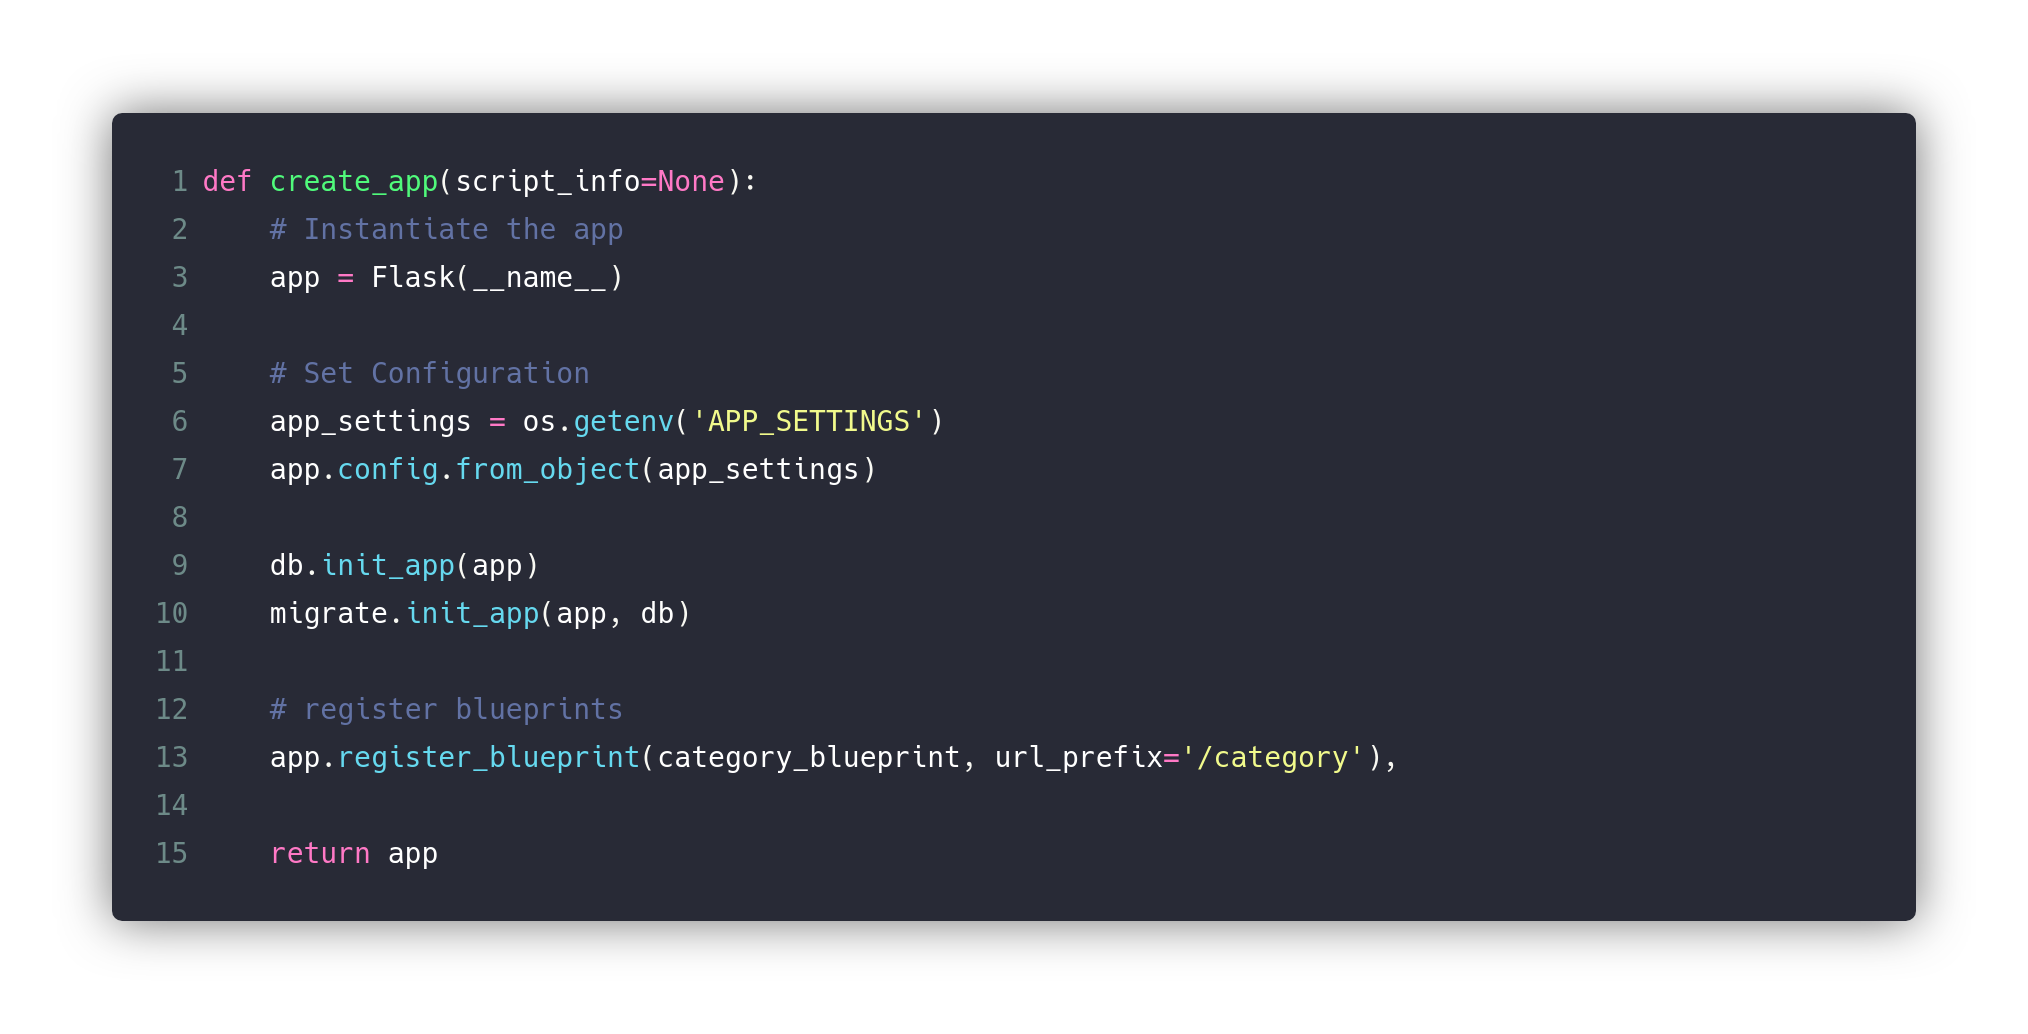 1 def create_app(script_info=None):
2     # Instantiate the app
3     app = Flask(__name__)
4
5     # Set Configuration
6     app_settings = os.getenv('APP_SETTINGS')
7     app.config.from_object(app_settings)
8
9     db.init_app(app)
10     migrate.init_app(app, db)
11
12     # register blueprints
13     app.register_blueprint(category_blueprint, url_prefix='/category'),
14
15     return app